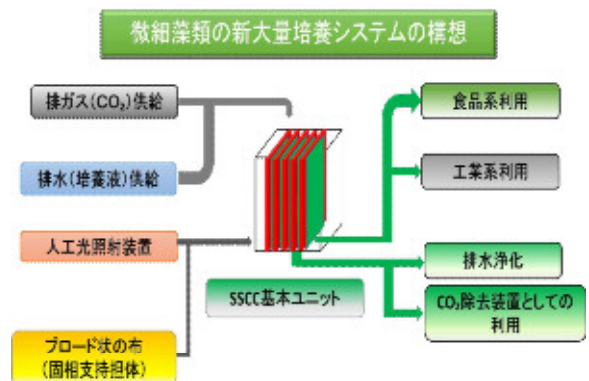 微細藻類の新大量培養システムの構想
排ガス(CO₂)供給
排水(培養液)供給
人工光照射装置
ブロード状の布
(固相支持担体)
SSCC基本ユニット
食品系利用
工業系利用
排水浄化
CO₂除去装置としての
利用